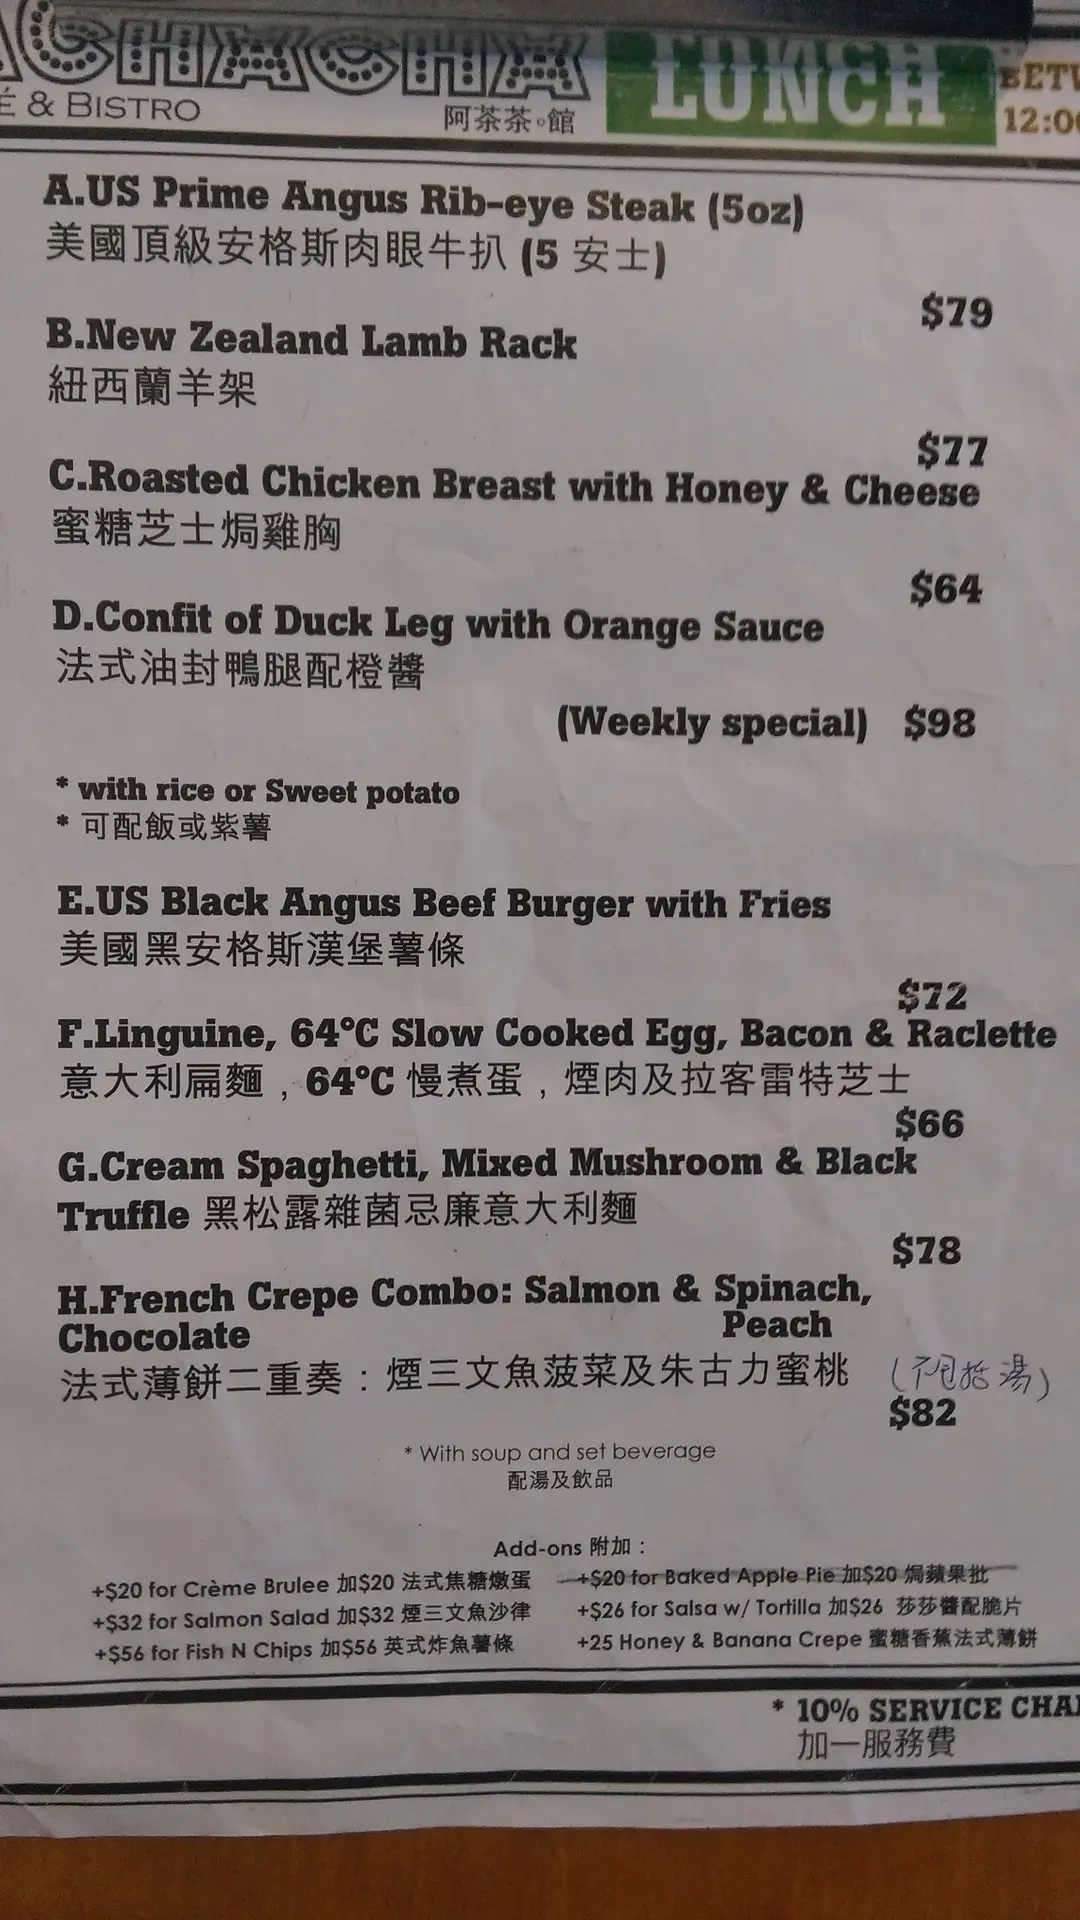 ACHACHA
& BISTRO
阿茶茶。館
LUNCH
12:00
A.US Prime Angus Rib-eye Steak (5oz)
美國頂級安格斯肉眼牛扒 (5 安士)
$79
B.New Zealand Lamb Rack
紐西蘭羊架
$77
C.Roasted Chicken Breast with Honey & Cheese
蜜糖芝士焗雞胸
$64
D.Confit of Duck Leg with Orange Sauce
法式油封鴨腿配橙醬
(Weekly special) $98
* with rice or Sweet potato
* 可配飯或紫薯
E.US Black Angus Beef Burger with Fries
美國黑安格斯漢堡薯條
$72
F.Linguine, 64°C Slow Cooked Egg, Bacon & Raclette
意大利扁麵，64°C 慢煮蛋，煙肉及拉客雷特芝士
$66
G.Cream Spaghetti, Mixed Mushroom & Black
Truffle 黑松露雜菌忌廉意大利麵
$78
H.French Crepe Combo: Salmon & Spinach,
Chocolate Peach
法式薄餅二重奏：煙三文魚菠菜及朱古力蜜桃 (不包括湯)
$82
* With soup and set beverage
配湯及飲品
Add-ons 附加：
+$20 for Crème Brulee 加$20 法式焦糖燉蛋
+$20 for Baked Apple Pie 加$20 焗蘋果批
+$32 for Salmon Salad 加$32 煙三文魚沙律
+$26 for Salsa w/ Tortilla 加$26 莎莎醬配脆片
+$56 for Fish N Chips 加$56 英式炸魚薯條
+25 Honey & Banana Crepe 蜜糖香蕉法式薄餅
* 10% SERVICE CHA
加一服務費